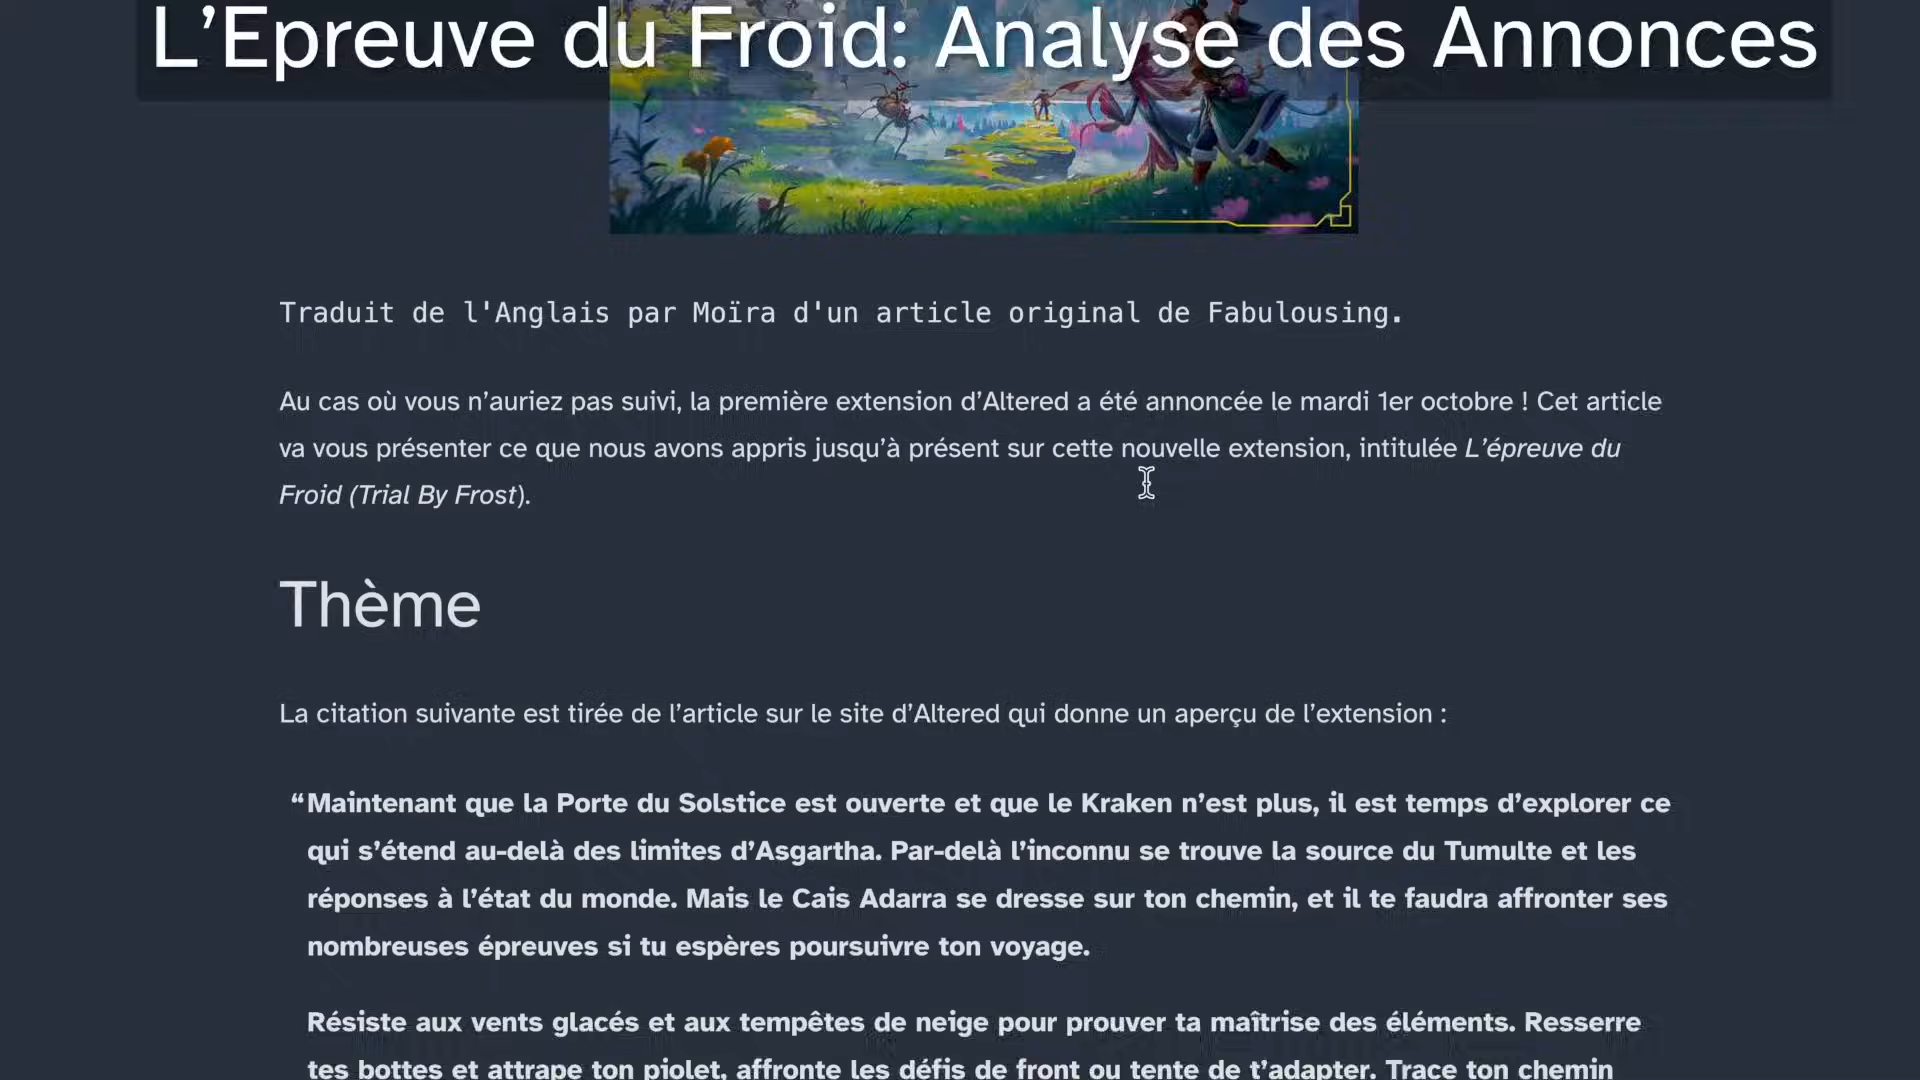 L’Epreuve du Froid: Analyse des Annonces
Traduit de l'Anglais par Moïra d'un article original de Fabulousing.
Au cas où vous n’auriez pas suivi, la première extension d’Altered a été annoncée le mardi 1er octobre ! Cet article
va vous présenter ce que nous avons appris jusqu’à présent sur cette nouvelle extension, intitulée L’épreuve du
Froid (Trial By Frost).
Thème
La citation suivante est tirée de l’article sur le site d’Altered qui donne un aperçu de l’extension :
“Maintenant que la Porte du Solstice est ouverte et que le Kraken n’est plus, il est temps d’explorer ce
qui s’étend au-delà des limites d’Asgartha. Par-delà l’inconnu se trouve la source du Tumulte et les
réponses à l’état du monde. Mais le Cais Adarra se dresse sur ton chemin, et il te faudra affronter ses
nombreuses épreuves si tu espères poursuivre ton voyage.
Résiste aux vents glacés et aux tempêtes de neige pour prouver ta maîtrise des éléments. Resserre
tes bottes et attrape ton piolet, affronte les défis de front ou tente de t’adapter. Trace ton chemin